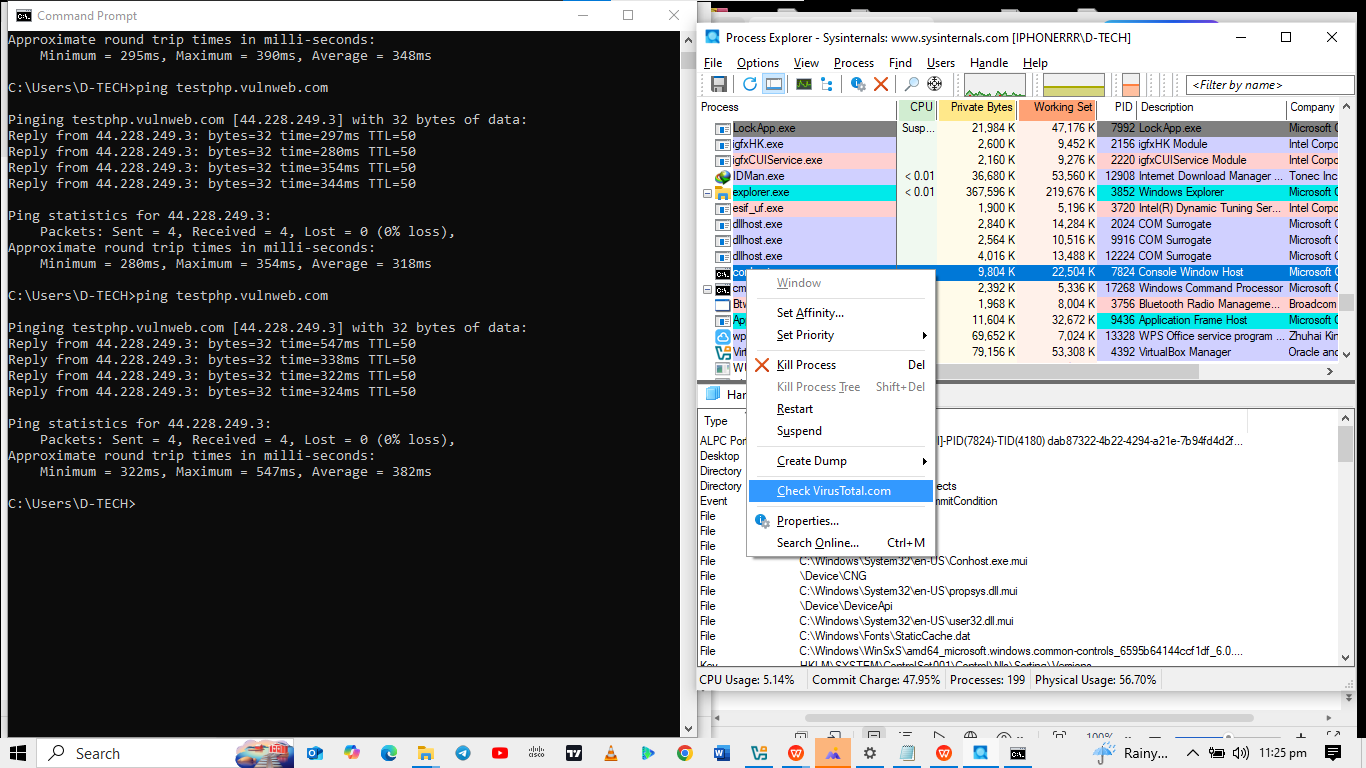 Command Prompt
Approximate round trip times in milli-seconds:
Minimum = 295ms, Maximum = 390ms, Average = 348ms
C:\Users\D-TECH>ping testphp.vulnweb.com
Pinging testphp.vulnweb.com [44.228.249.3] with 32 bytes of data:
Reply from 44.228.249.3: bytes=32 time=297ms TTL=50
Reply from 44.228.249.3: bytes=32 time=280ms TTL=50
Reply from 44.228.249.3: bytes=32 time=354ms TTL=50
Reply from 44.228.249.3: bytes=32 time=344ms TTL=50
Ping statistics for 44.228.249.3:
Packets: Sent = 4, Received = 4, Lost = 0 (0% loss),
Approximate round trip times in milli-seconds:
Minimum = 280ms, Maximum = 354ms, Average = 318ms
C:\Users\D-TECH>ping testphp.vulnweb.com
Pinging testphp.vulnweb.com [44.228.249.3] with 32 bytes of data:
Reply from 44.228.249.3: bytes=32 time=547ms TTL=50
Reply from 44.228.249.3: bytes=32 time=338ms TTL=50
Reply from 44.228.249.3: bytes=32 time=322ms TTL=50
Reply from 44.228.249.3: bytes=32 time=324ms TTL=50
Ping statistics for 44.228.249.3:
Packets: Sent = 4, Received = 4, Lost = 0 (0% loss),
Approximate round trip times in milli-seconds:
Minimum = 322ms, Maximum = 547ms, Average = 382ms
C:\Users\D-TECH>
Process Explorer - Sysinternals: www.sysinternals.com [IPHONERRR\D-TECH]
File Options View Process Find Users Handle Help
<Filter by name>
Process CPU Private Bytes Working Set PID Description Company
LockApp.exe Susp... 21,984 K 47,176 K 7992 LockApp.exe Microsoft C
igfxHK.exe 2,600 K 9,452 K 2156 igfxHK Module Intel Corpo
igfxCUIService.exe 2,160 K 9,276 K 2220 igfxCUIService Module Intel Corpo
IDMan.exe < 0.01 36,680 K 53,560 K 12908 Internet Download Manager ... Tonec Inc
explorer.exe < 0.01 367,596 K 219,676 K 3852 Windows Explorer Microsoft C
esif_uf.exe 1,900 K 5,196 K 3720 Intel(R) Dynamic Tuning Ser... Intel Corpo
dllhost.exe 2,840 K 14,284 K 2024 COM Surrogate Microsoft C
dllhost.exe 2,564 K 10,516 K 9916 COM Surrogate Microsoft C
dllhost.exe 4,016 K 13,488 K 12224 COM Surrogate Microsoft C
9,804 K 22,504 K 7824 Console Window Host Microsoft C
cm 2,392 K 5,336 K 17268 Windows Command Processor Microsoft C
Btw 1,968 K 8,004 K 3756 Bluetooth Radio Manageme... Broadcom
Ap 11,604 K 32,672 K 9436 Application Frame Host Microsoft C
wp 69,652 K 7,024 K 13328 WPS Office service program ... Zhuhai Kin
Virt 79,156 K 53,308 K 4392 VirtualBox Manager Oracle and
Window
Set Affinity...
Set Priority
Kill Process Del
Kill Process Tree Shift+Del
Restart
Suspend
Create Dump
Check VirusTotal.com
Properties...
Search Online... Ctrl+M
Han
Type
ALPC Por ]-PID(7824)-TID(4180) dab87322-4b22-4294-a21e-7b94fd4d2f...
Desktop
Directory
Directory ects
Event mitCondition
File
File
File
File C:\Windows\System32\en-US\Conhost.exe.mui
File \Device\CNG
File C:\Windows\System32\en-US\propsys.dll.mui
File \Device\DeviceApi
File C:\Windows\System32\en-US\user32.dll.mui
File C:\Windows\Fonts\StaticCache.dat
File C:\Windows\WinSxS\amd64_microsoft.windows.common-controls_6595b64144ccf1df_6.0....
Key HKLM\SYSTEM\ControlSet001\Control\Nls\Sorting\Versions
CPU Usage: 5.14% Commit Charge: 47.95% Processes: 199 Physical Usage: 56.70%
100%
Search
Rainy... 11:25 pm